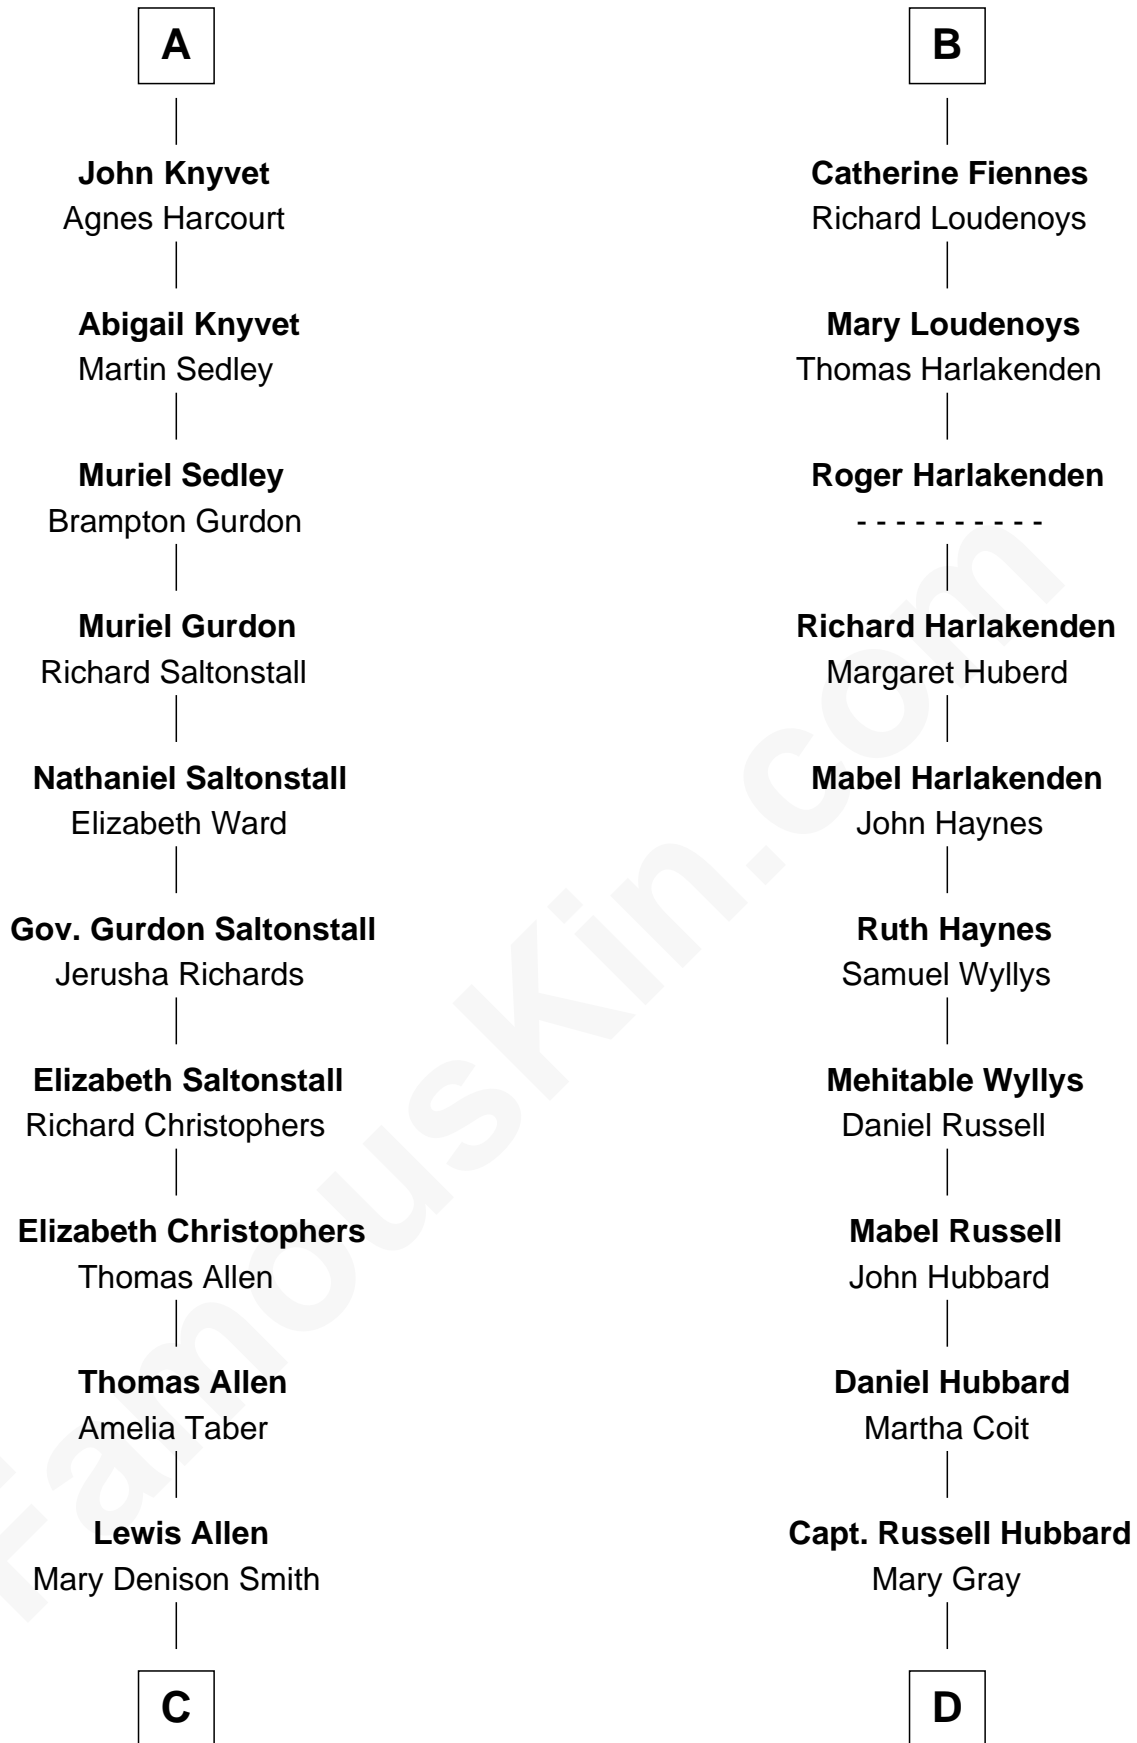 A
John Knyvet
Agnes Harcourt
Abigail Knyvet
Martin Sedley
Muriel Sedley
Brampton Gurdon
Muriel Gurdon
Richard Saltonstall
Nathaniel Saltonstall
Elizabeth Ward
Gov. Gurdon Saltonstall
Jerusha Richards
Elizabeth Saltonstall
Richard Christophers
Elizabeth Christophers
Thomas Allen
Thomas Allen
Amelia Taber
Lewis Allen
Mary Denison Smith
C
B
Catherine Fiennes
Richard Loudenoys
Mary Loudenoys
Thomas Harlakenden
Roger Harlakenden
- - - - - - - - - -
Richard Harlakenden
Margaret Huberd
Mabel Harlakenden
John Haynes
Ruth Haynes
Samuel Wyllys
Mehitable Wyllys
Daniel Russell
Mabel Russell
John Hubbard
Daniel Hubbard
Martha Coit
Capt. Russell Hubbard
Mary Gray
D
FamousKin.com